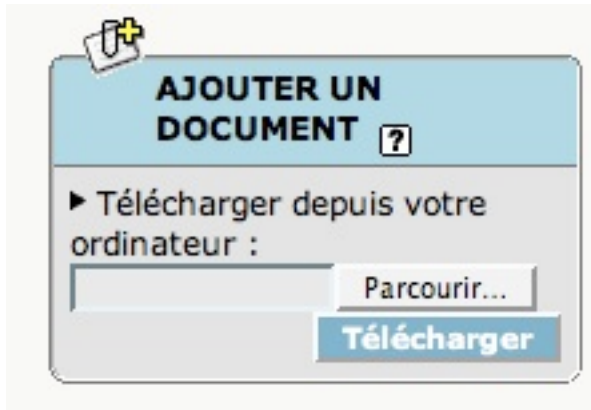 AJOUTER UN
DOCUMENT ?
► Télécharger depuis votre
ordinateur :
Parcourir...
Télécharger